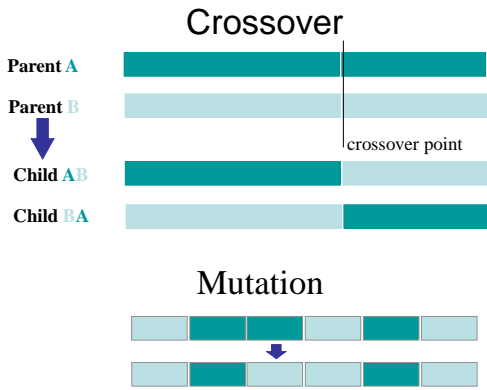 Crossover
Parent A
Parent B
crossover point
Child AB
Child BA
Mutation